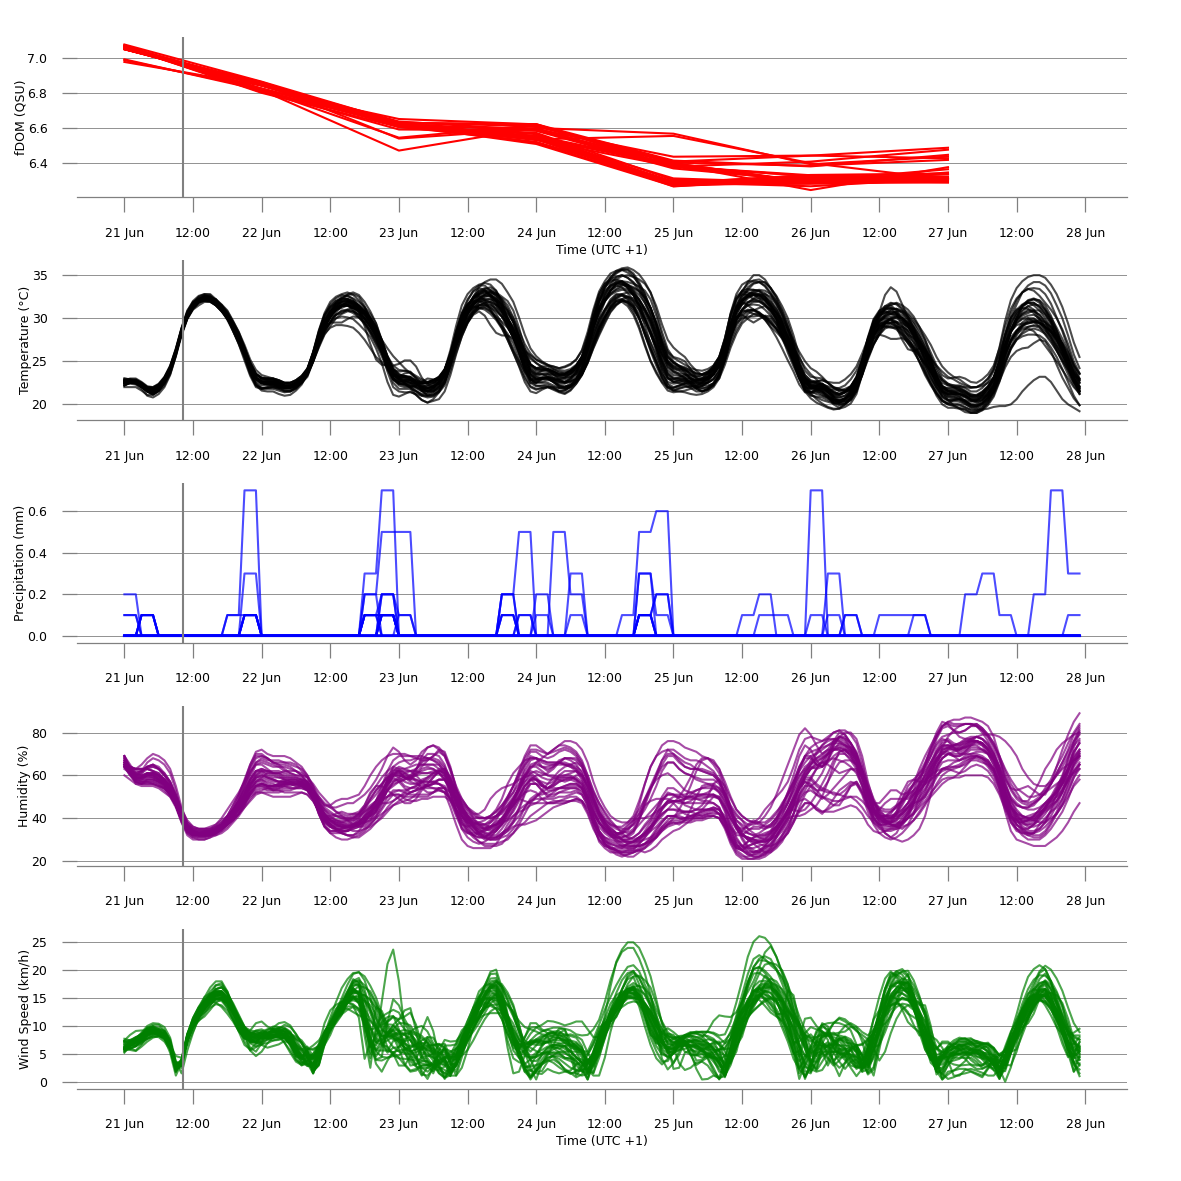 fDOM (QSU)
7.0
6.8
6.6
6.4
21 Jun 12:00 22 Jun 12:00 23 Jun 12:00 24 Jun 12:00 25 Jun 12:00 26 Jun 12:00 27 Jun 12:00 28 Jun
Time (UTC +1)
Temperature (°C)
35
30
25
20
21 Jun 12:00 22 Jun 12:00 23 Jun 12:00 24 Jun 12:00 25 Jun 12:00 26 Jun 12:00 27 Jun 12:00 28 Jun
Precipitation (mm)
0.6
0.4
0.2
0.0
21 Jun 12:00 22 Jun 12:00 23 Jun 12:00 24 Jun 12:00 25 Jun 12:00 26 Jun 12:00 27 Jun 12:00 28 Jun
Humidity (%)
80
60
40
20
21 Jun 12:00 22 Jun 12:00 23 Jun 12:00 24 Jun 12:00 25 Jun 12:00 26 Jun 12:00 27 Jun 12:00 28 Jun
Wind Speed (km/h)
25
20
15
10
5
0
21 Jun 12:00 22 Jun 12:00 23 Jun 12:00 24 Jun 12:00 25 Jun 12:00 26 Jun 12:00 27 Jun 12:00 28 Jun
Time (UTC +1)